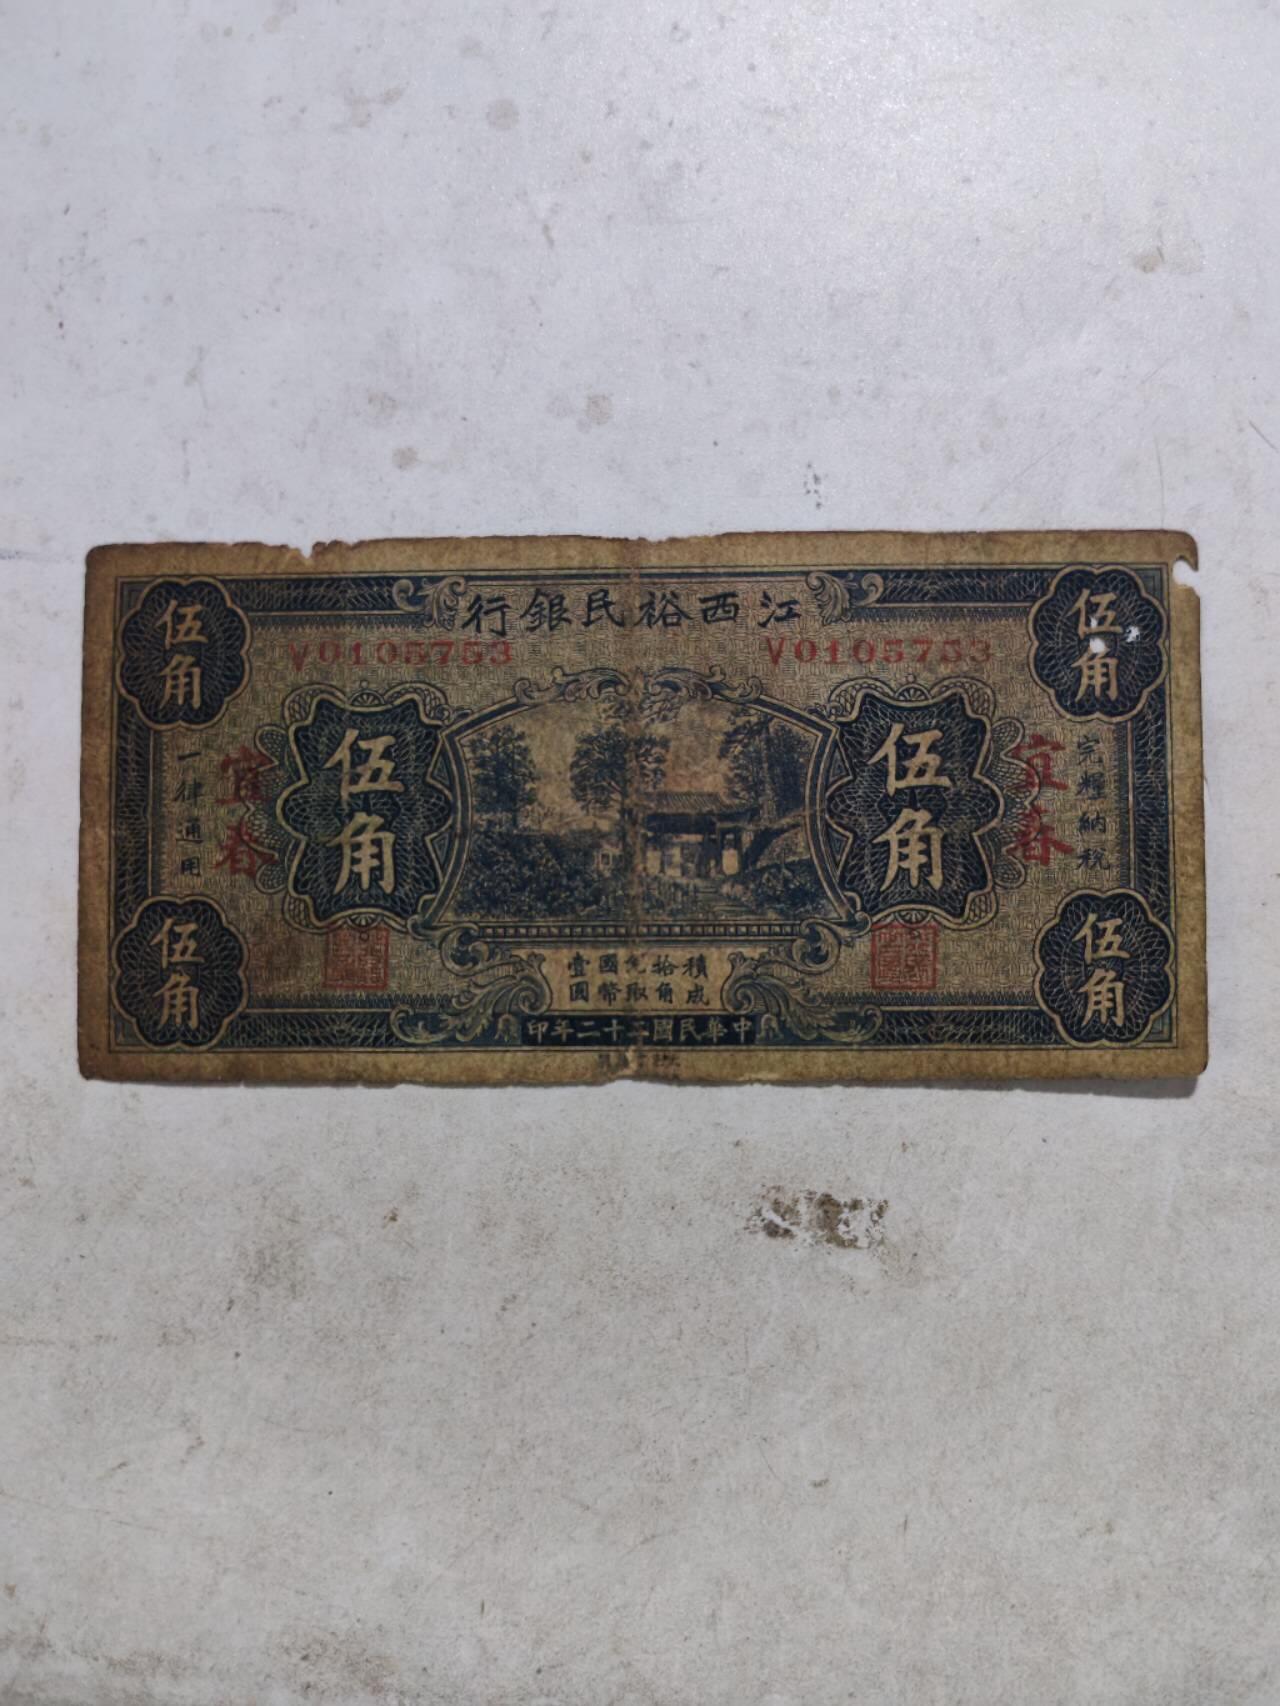 江西裕民銀行
V0105753
V0105753
伍角
伍角
完糧納税
宜春
伍角
伍角
宜春
一律通用
積成
拾角
兌取
國幣
壹圓
伍角
伍角
中華民國二十二年印